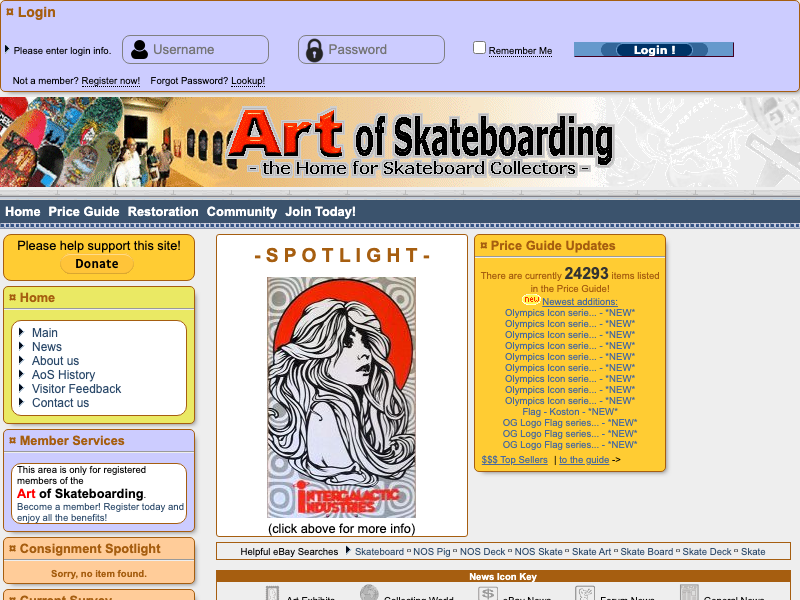 ¤ Login
Please enter login info.
Username
Password
Remember Me
Login !
Not a member? Register now! Forgot Password? Lookup!
Art of Skateboarding
- the Home for Skateboard Collectors -
Home Price Guide Restoration Community Join Today!
Please help support this site!
Donate
¤ Home
Main
News
About us
AoS History
Visitor Feedback
Contact us
¤ Member Services
This area is only for registered
members of the
Art of Skateboarding.
Become a member! Register today and
enjoy all the benefits!
¤ Consignment Spotlight
Sorry, no item found.
¤ Current Survey
- S P O T L I G H T -
INTERGALACTIC
INDUSTRIES
(click above for more info)
¤ Price Guide Updates
There are currently 24293 items listed
in the Price Guide!
new Newest additions:
Olympics Icon serie... - *NEW*
Olympics Icon serie... - *NEW*
Olympics Icon serie... - *NEW*
Olympics Icon serie... - *NEW*
Olympics Icon serie... - *NEW*
Olympics Icon serie... - *NEW*
Olympics Icon serie... - *NEW*
Olympics Icon serie... - *NEW*
Olympics Icon serie... - *NEW*
Flag - Koston - *NEW*
OG Logo Flag series... - *NEW*
OG Logo Flag series... - *NEW*
OG Logo Flag series... - *NEW*
$$$ Top Sellers | to the guide ->
Helpful eBay Searches Skateboard ¤ NOS Pig ¤ NOS Deck ¤ NOS Skate ¤ Skate Art ¤ Skate Board ¤ Skate Deck ¤ Skate
News Icon Key
Art Exhibits Collecting World eBay News Forum News General News